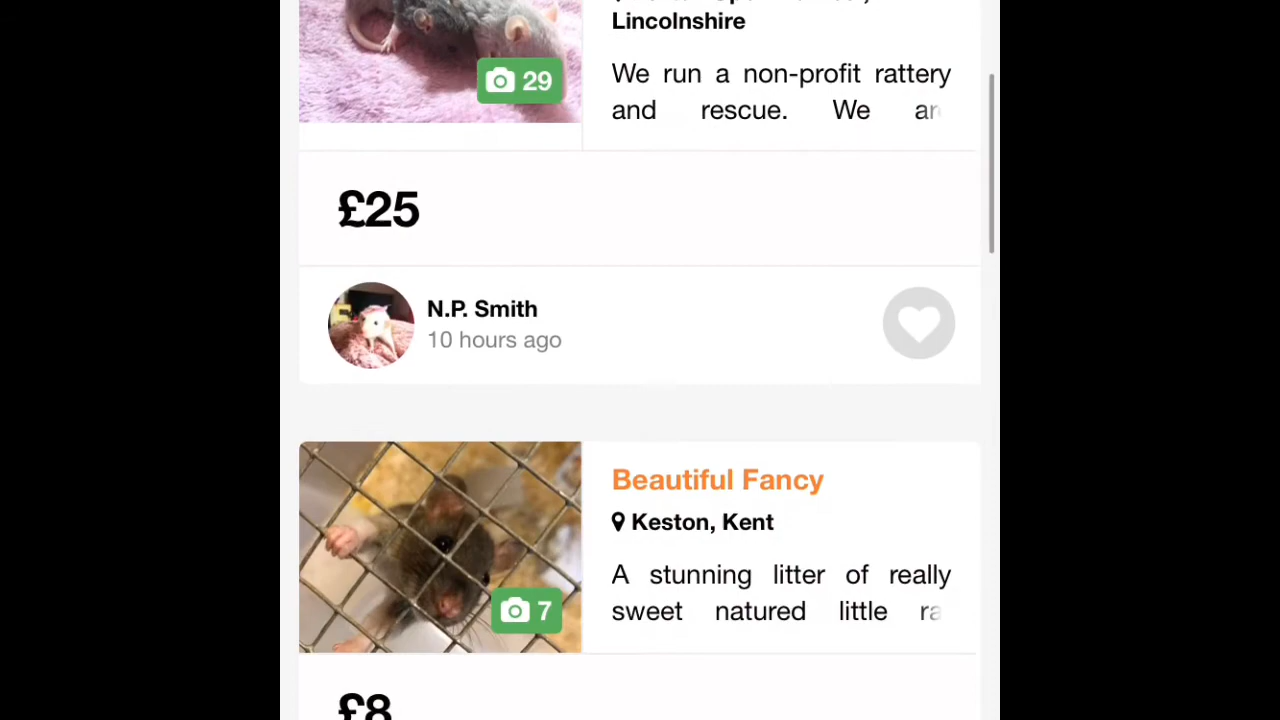 Lincolnshire
We run a non-profit rattery
and rescue. We
29
£25
N.P. Smith
10 hours ago
Beautiful Fancy
Keston, Kent
A stunning litter of really
sweet natured little
7
£8